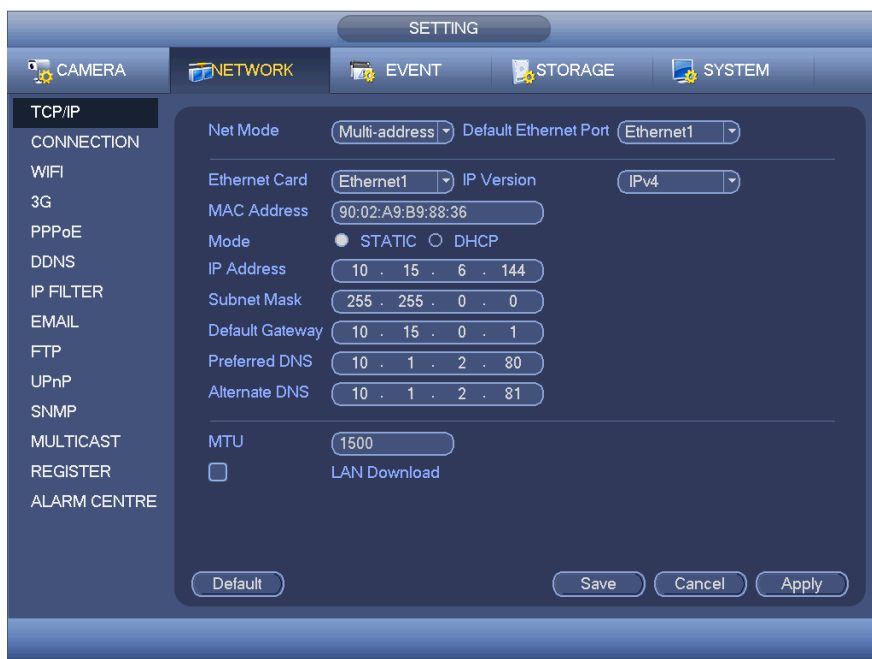 SETTING
CAMERA NETWORK EVENT STORAGE SYSTEM
TCP/IP
CONNECTION
WIFI
3G
PPPoE
DDNS
IP FILTER
EMAIL
FTP
UPnP
SNMP
MULTICAST
REGISTER
ALARM CENTRE
Net Mode Multi-address Default Ethernet Port Ethernet1
Ethernet Card Ethernet1 IP Version IPv4
MAC Address 90:02:A9:B9:88:36
Mode STATIC DHCP
IP Address 10 . 15 . 6 . 144
Subnet Mask 255 . 255 . 0 . 0
Default Gateway 10 . 15 . 0 . 1
Preferred DNS 10 . 1 . 2 . 80
Alternate DNS 10 . 1 . 2 . 81
MTU 1500
LAN Download
Default Save Cancel Apply